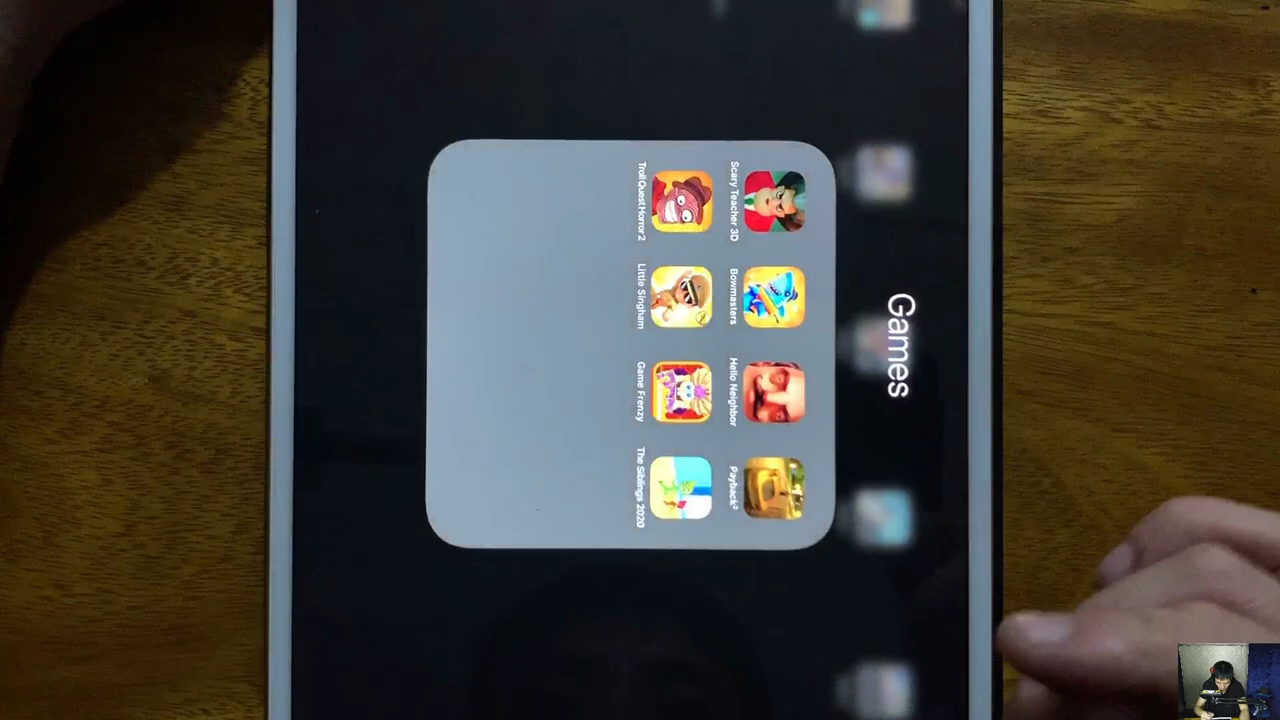 Games
Scary Teacher 3D
Bowmasters
Hello Neighbor
Payback²
Troll Quest Horror 2
Little Singham
Game Frenzy
The Siblings 2020